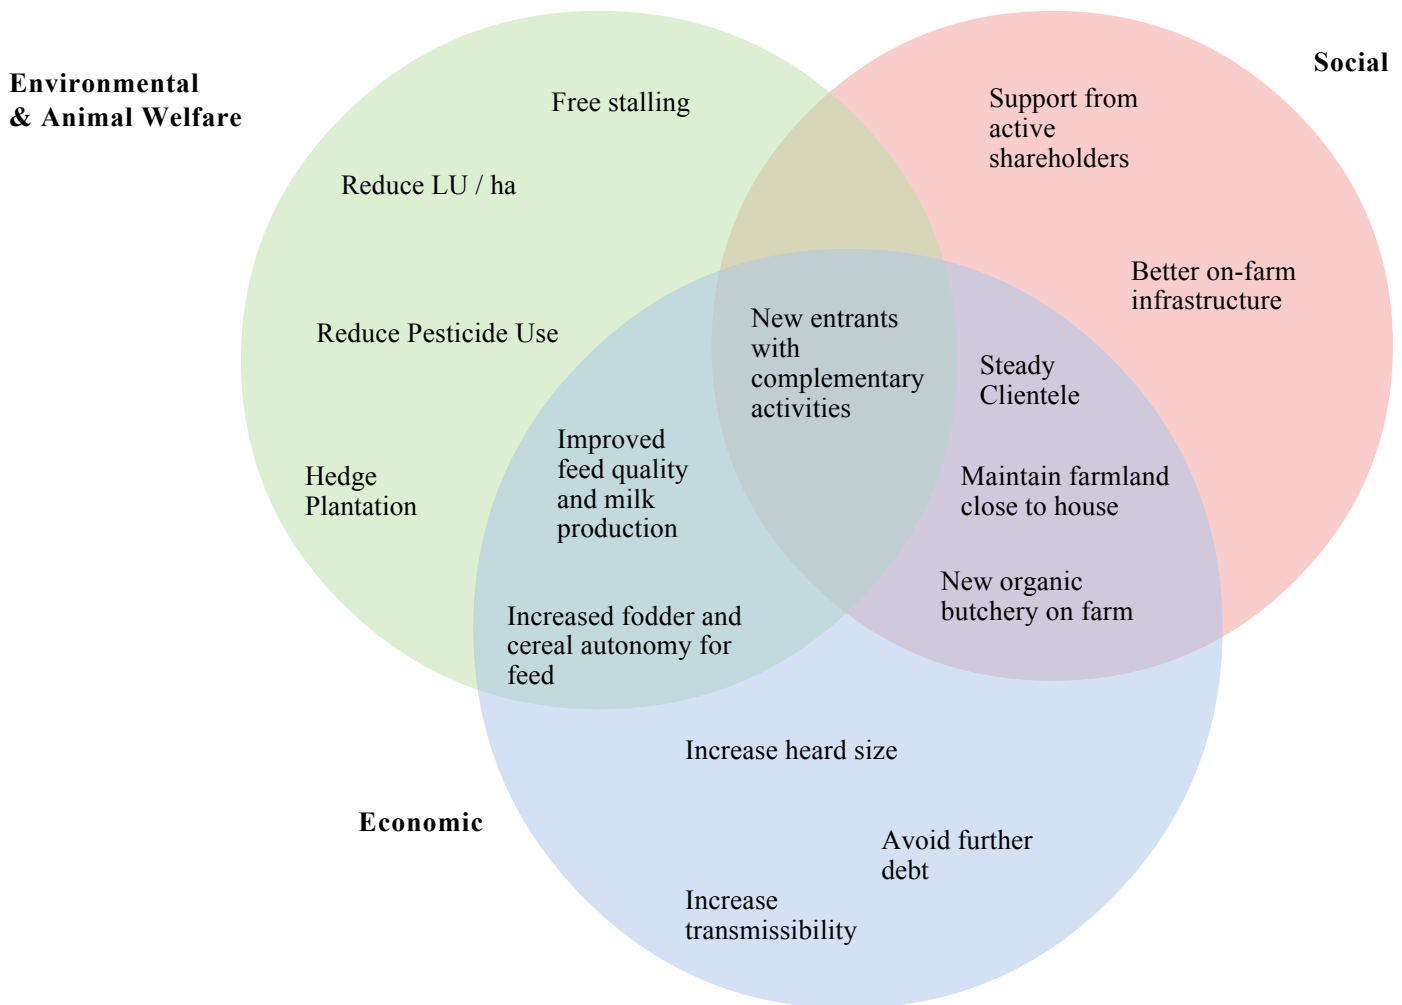 Environmental
& Animal Welfare
Social
Free stalling
Support from
active
shareholders
Reduce LU / ha
Better on-farm
infrastructure
Reduce Pesticide Use
New entrants
with
complementary
activities
Steady
Clientele
Improved
feed quality
and milk
production
Hedge
Plantation
Maintain farmland
close to house
New organic
butchery on farm
Increased fodder and
cereal autonomy for
feed
Increase heard size
Economic
Avoid further
debt
Increase
transmissibility